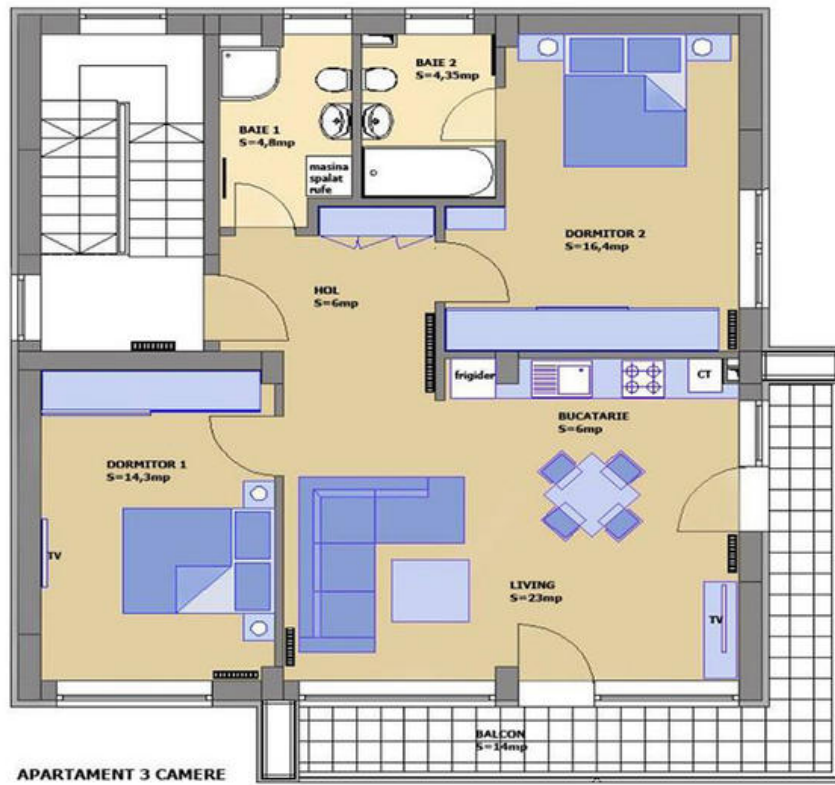 BAIE 1
S=4,8mp
masina
spalat
rufe
BAIE 2
S=4,35mp
DORMITOR 2
S=16,4mp
HOL
S=6mp
frigider
CT
BUCATARIE
S=6mp
DORMITOR 1
S=14,3mp
TV
LIVING
S=23mp
TV
BALCON
S=14mp
APARTAMENT 3 CAMERE